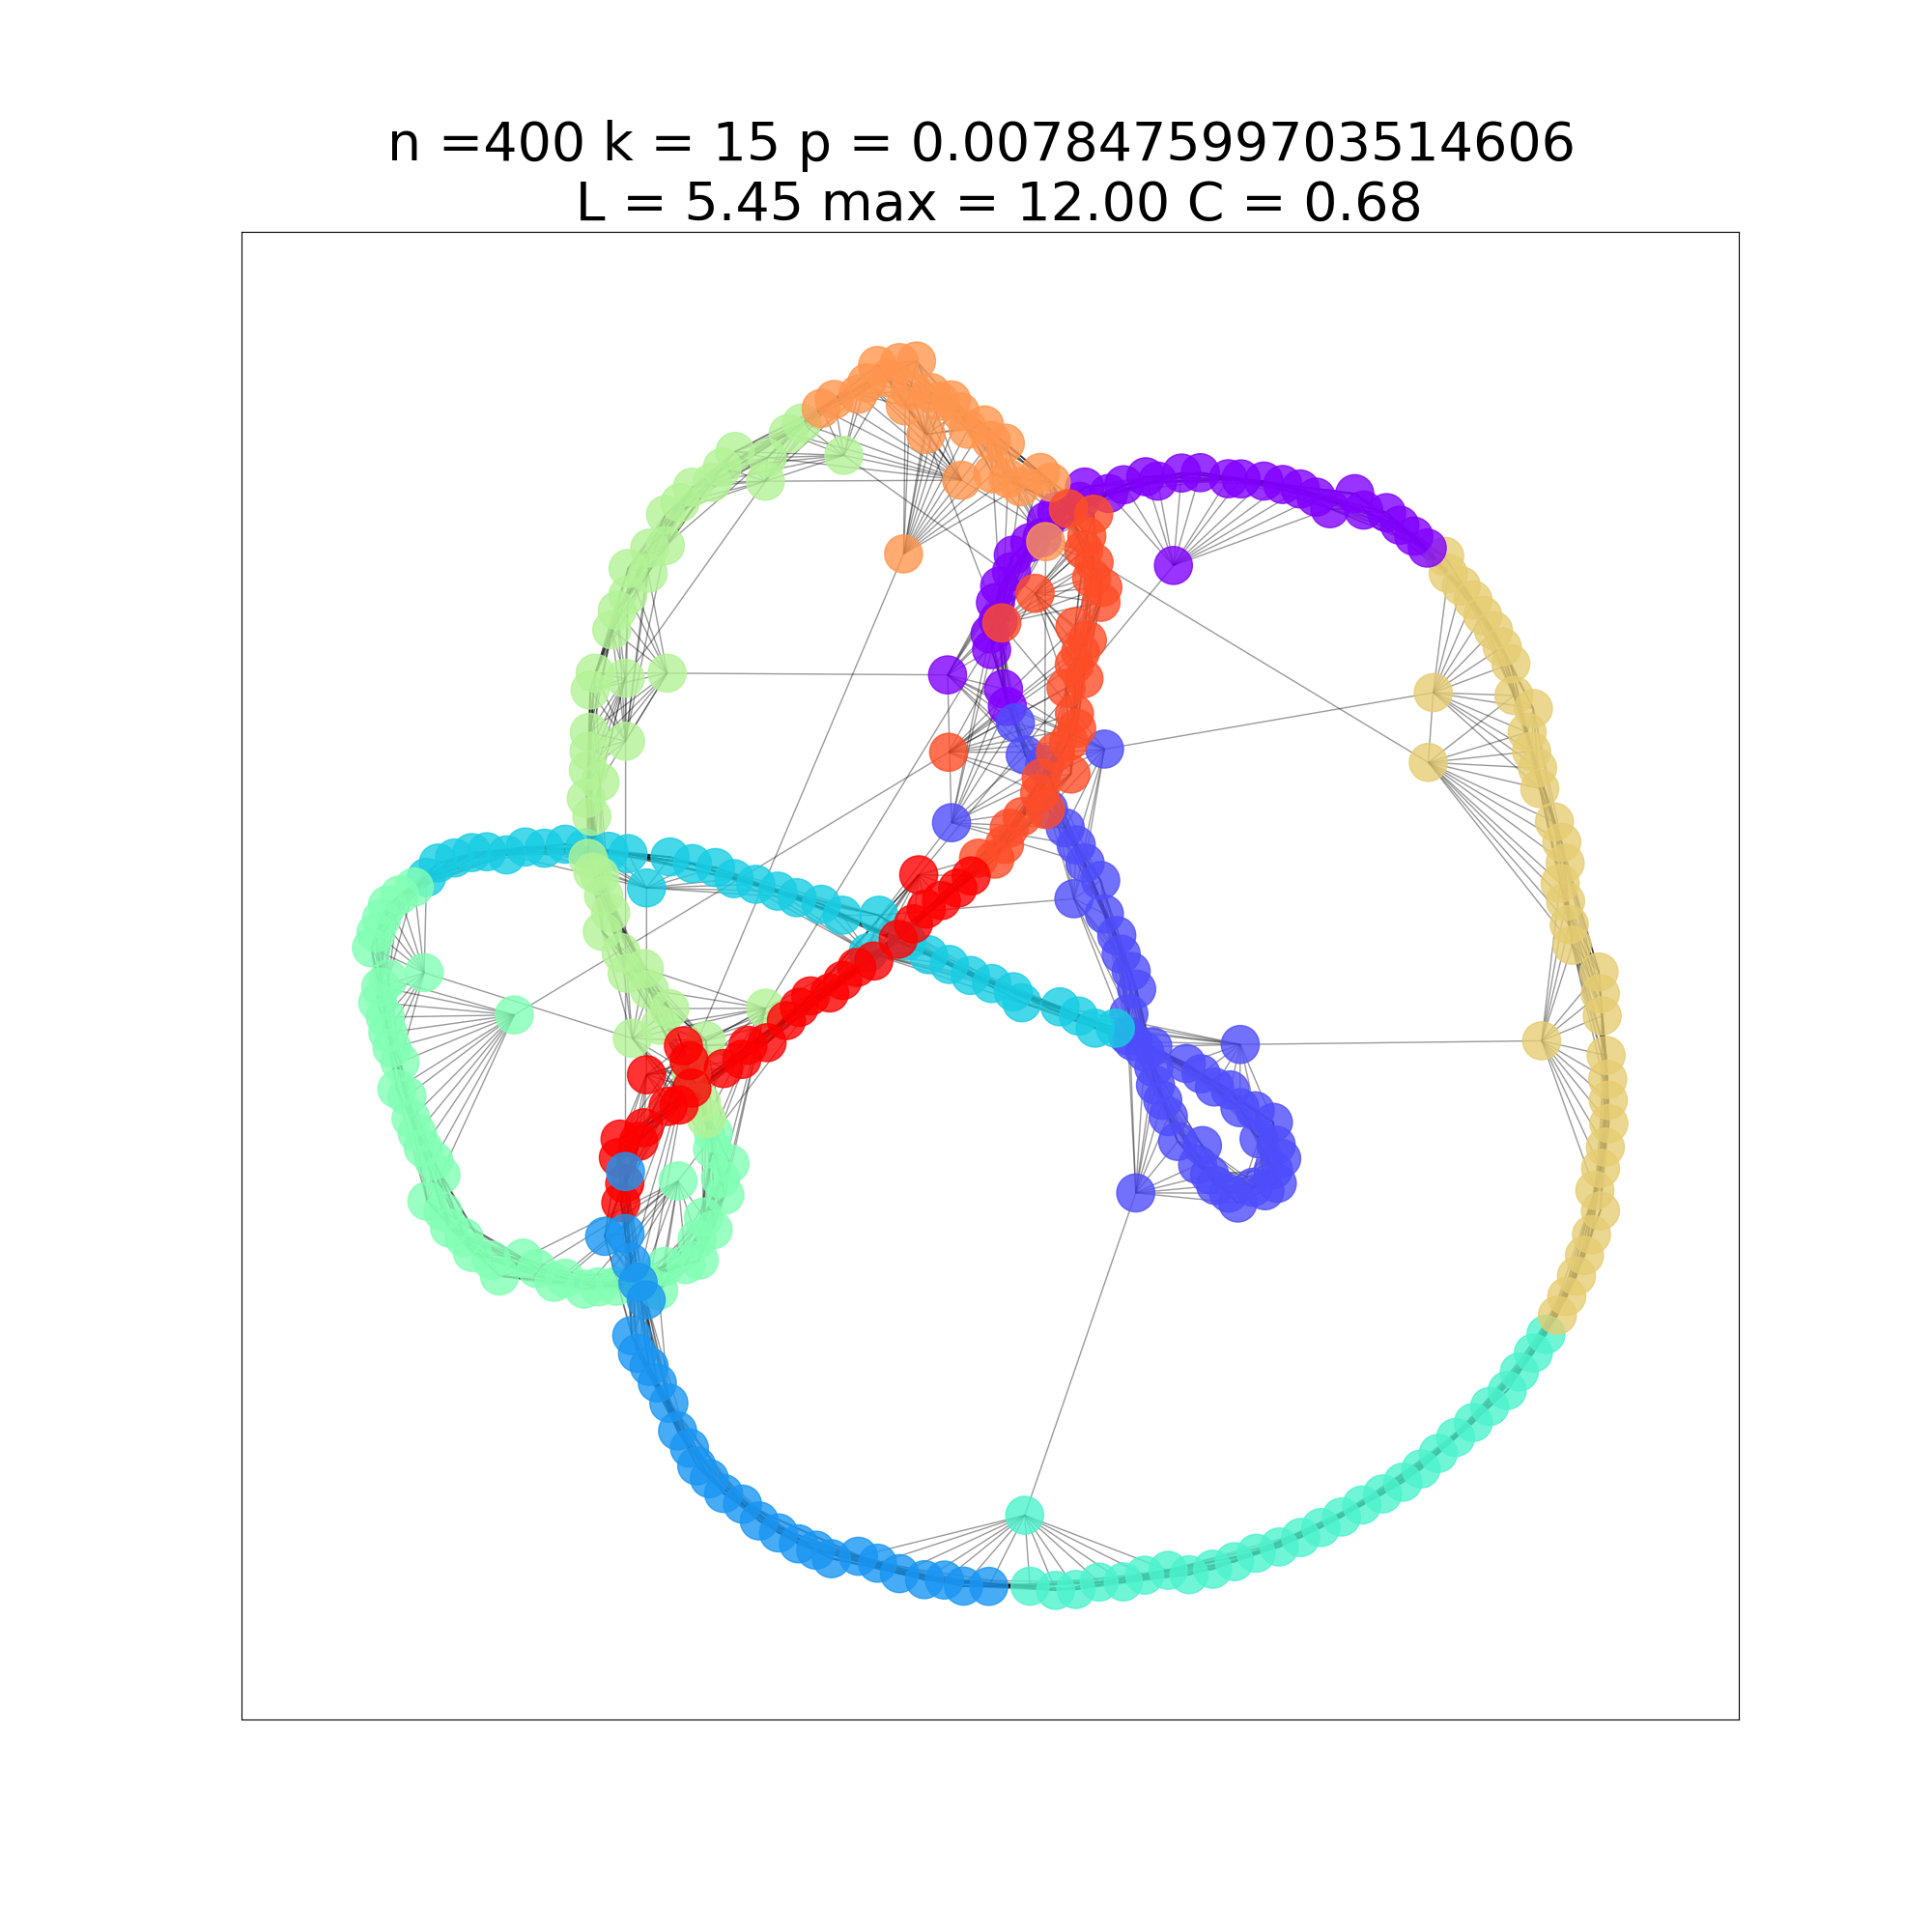 n =400 k = 15 p = 0.007847599703514606
L = 5.45 max = 12.00 C = 0.68